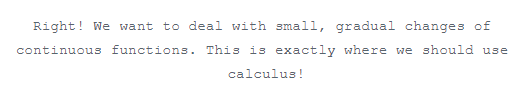 Right! We want to deal with small, gradual changes of
continuous functions. This is exactly where we should use
calculus!